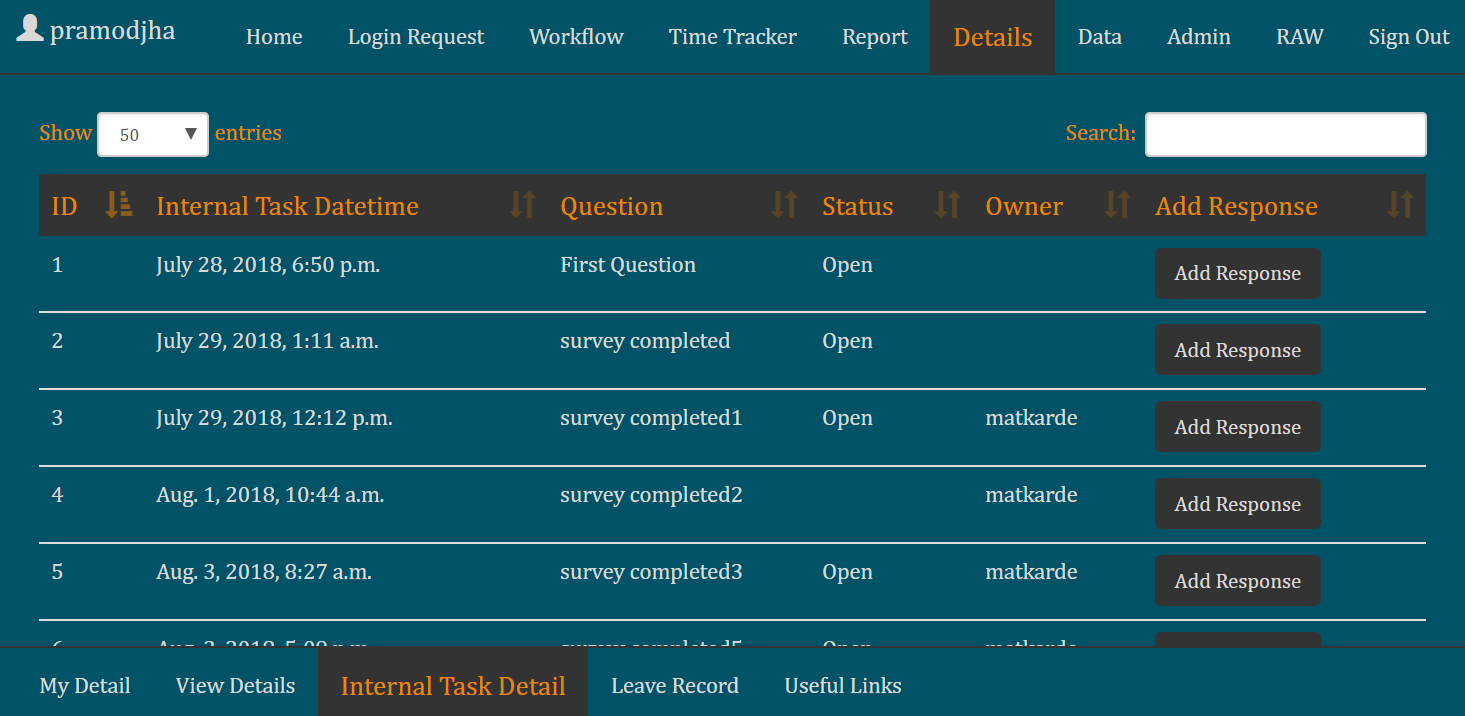 pramodjha Home Login Request Workflow Time Tracker Report Details Data Admin RAW Sign Out
Show 50 entries Search:
ID Internal Task Datetime Question Status Owner Add Response
1 July 28, 2018, 6:50 p.m. First Question Open Add Response
2 July 29, 2018, 1:11 a.m. survey completed Open Add Response
3 July 29, 2018, 12:12 p.m. survey completed1 Open matkarde Add Response
4 Aug. 1, 2018, 10:44 a.m. survey completed2 matkarde Add Response
5 Aug. 3, 2018, 8:27 a.m. survey completed3 Open matkarde Add Response
My Detail View Details Internal Task Detail Leave Record Useful Links